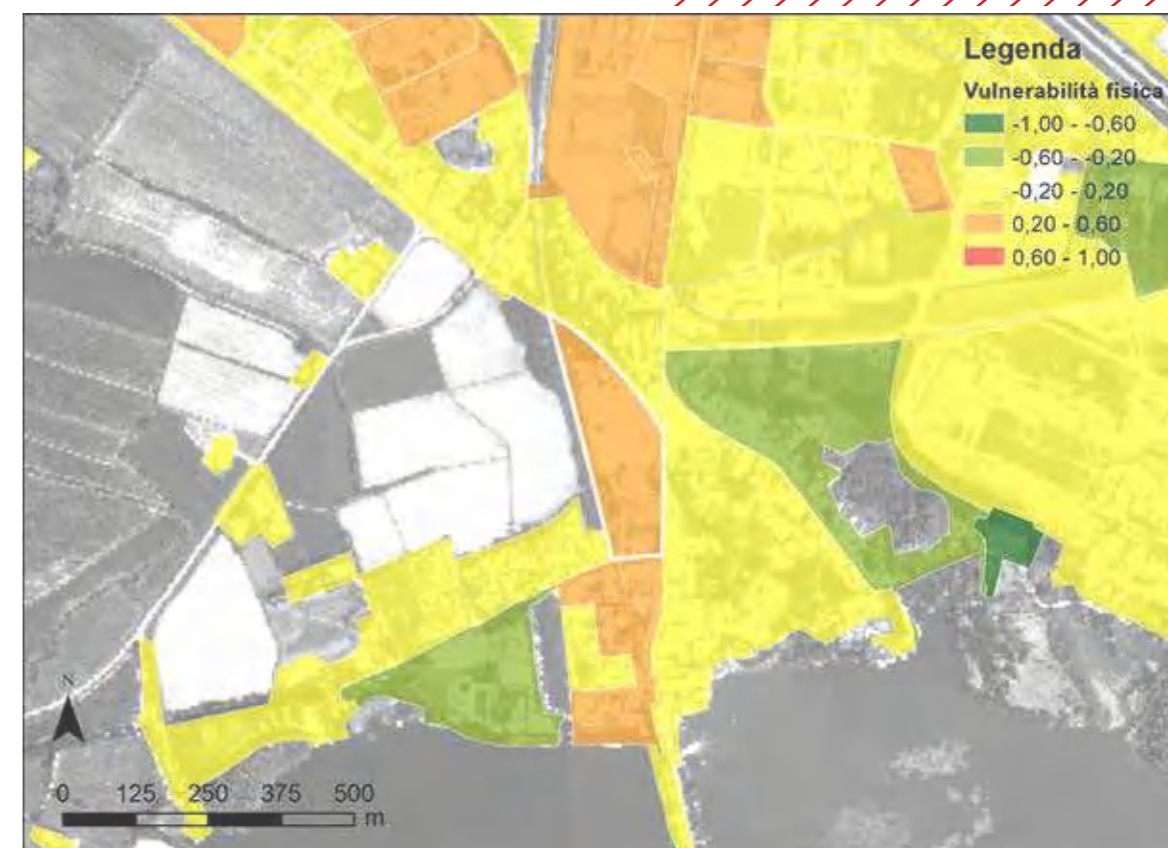 Legenda
Vulnerabilità fisica
-1,00 - -0,60
-0,60 - -0,20
-0,20 - 0,20
0,20 - 0,60
0,60 - 1,00
N
0 125 250 375 500
m